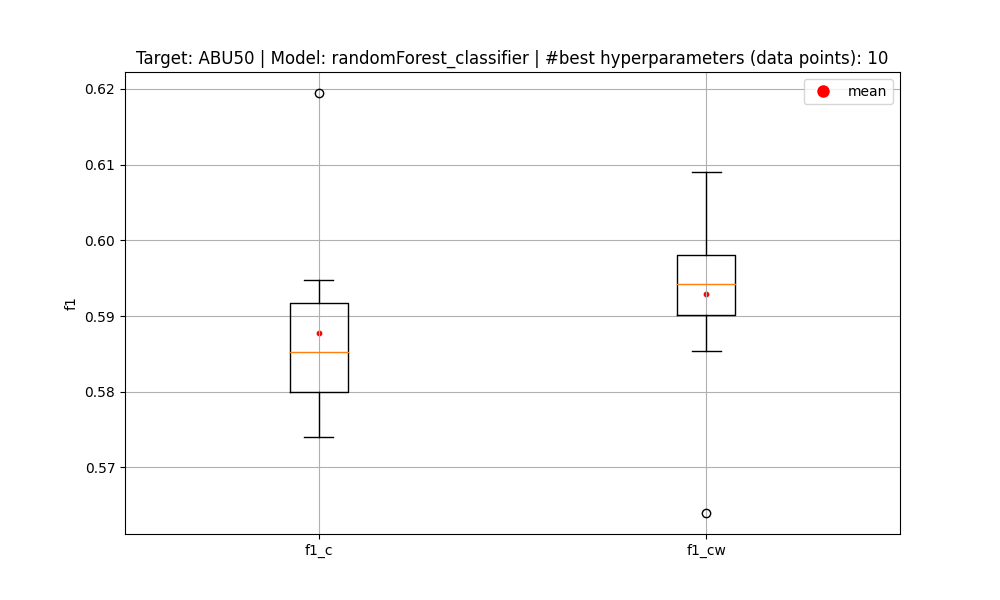 Target: ABU50 | Model: randomForest_classifier | #best hyperparameters (data points): 10
mean
0.62
0.61
0.60
0.59
0.58
0.57
f1
f1_c
f1_cw